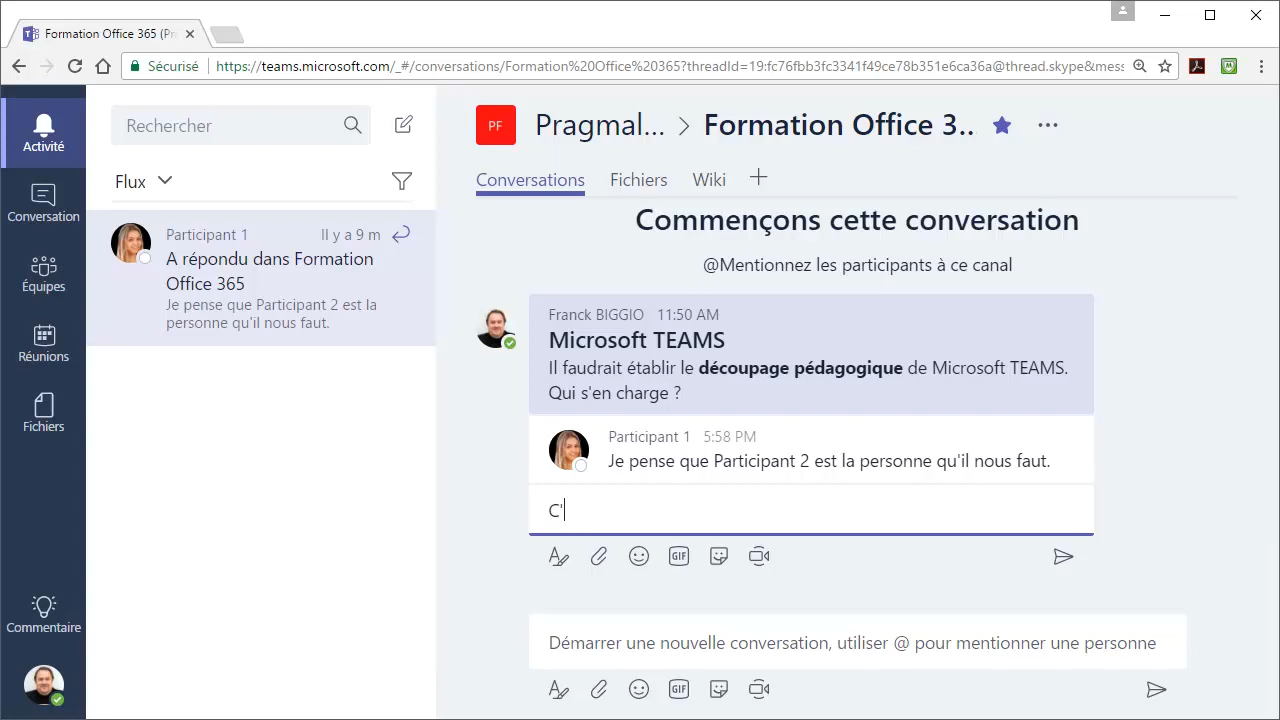 Formation Office 365 (Pr
Sécurisé
https://teams.microsoft.com/_#/conversations/Formation%20Office%20365?threadId=19:fc76fbb3fc3341f49ce78b351e6ca36a@thread.skype&mess
Activité
Conversation
Équipes
Réunions
Fichiers
Commentaire
Rechercher
Flux
Participant 1 Il y a 9 m
A répondu dans Formation
Office 365
Je pense que Participant 2 est la
personne qu'il nous faut.
PF Pragmal... > Formation Office 3.. ...
Conversations Fichiers Wiki +
Commençons cette conversation
@Mentionnez les participants à ce canal
Franck BIGGIO 11:50 AM
Microsoft TEAMS
Il faudrait établir le découpage pédagogique de Microsoft TEAMS.
Qui s'en charge ?
Participant 1 5:58 PM
Je pense que Participant 2 est la personne qu'il nous faut.
C'
GIF
Démarrer une nouvelle conversation, utiliser @ pour mentionner une personne
GIF